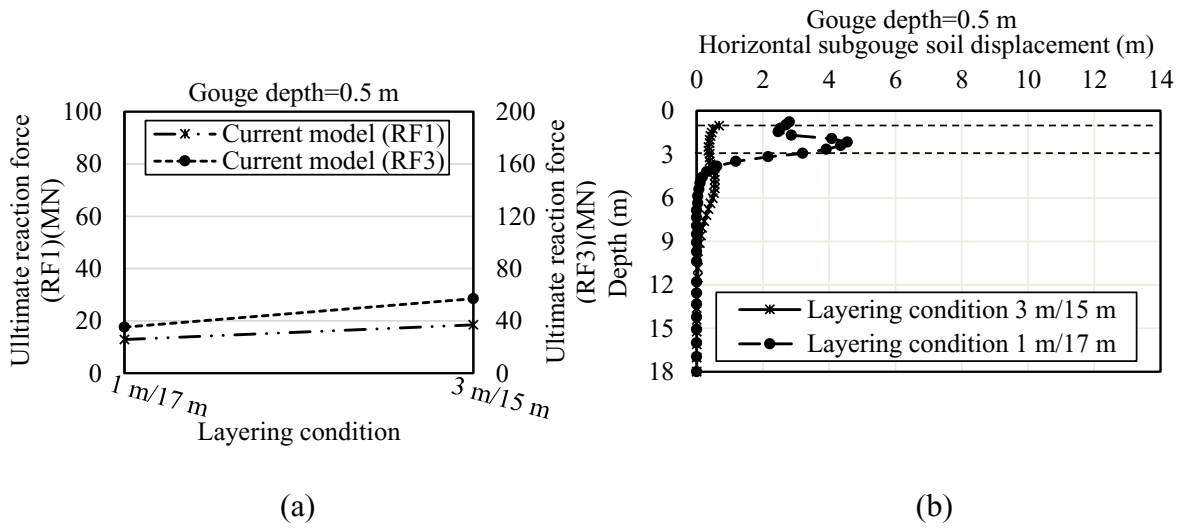 Gouge depth=0.5 m
Ulltimate reaction force
(RF1)(MN)
100
80
60
40
20
0
Current model (RF1)
Current model (RF3)
200
160
120
80
40
0
Ultimate reaction force
(RF3)(MN)
1 m/17 m
3 m/15 m
Layering condition
(a)
Gouge depth=0.5 m
Horizontal subgouge soil displacement (m)
0 2 4 6 8 10 12 14
Depth (m)
0
3
6
9
12
15
18
Layering condition 3 m/15 m
Layering condition 1 m/17 m
(b)